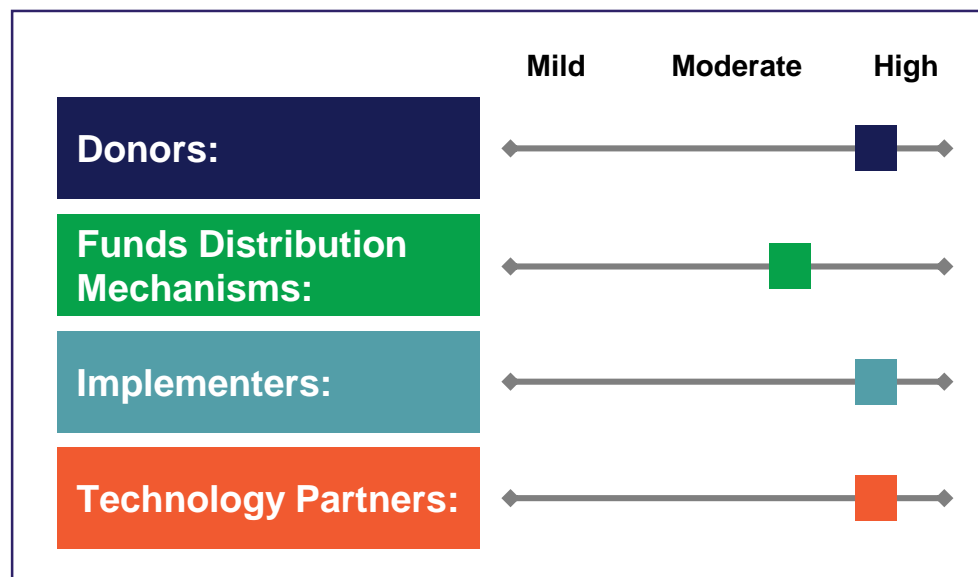 Mild Moderate High
Donors:
Funds Distribution
Mechanisms:
Implementers:
Technology Partners: